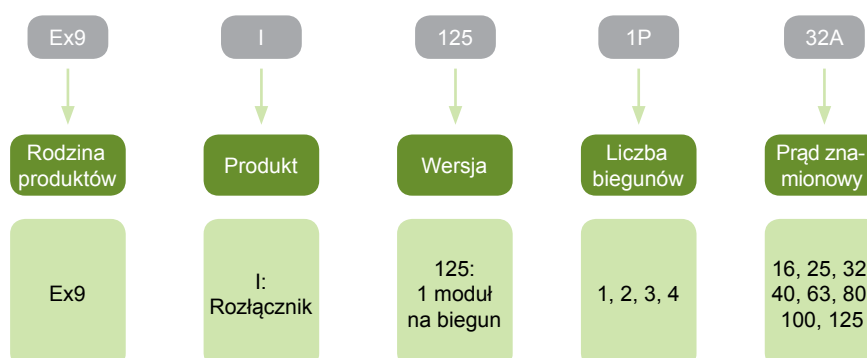 Ex9
I
125
1P
32A
Rodzina
produktów
Produkt
Wersja
Liczba
biegunów
Prąd zna-
mionowy
Ex9
I:
Rozłącznik
125:
1 moduł
na biegun
1, 2, 3, 4
16, 25, 32
40, 63, 80
100, 125